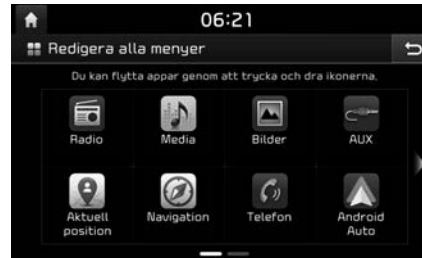 06:21
Redigera alla menyer
Du kan flytta appar genom att trycka och dra ikonerna.
Radio
Media
Bilder
AUX
Aktuell
position
Navigation
Telefon
Android
Auto